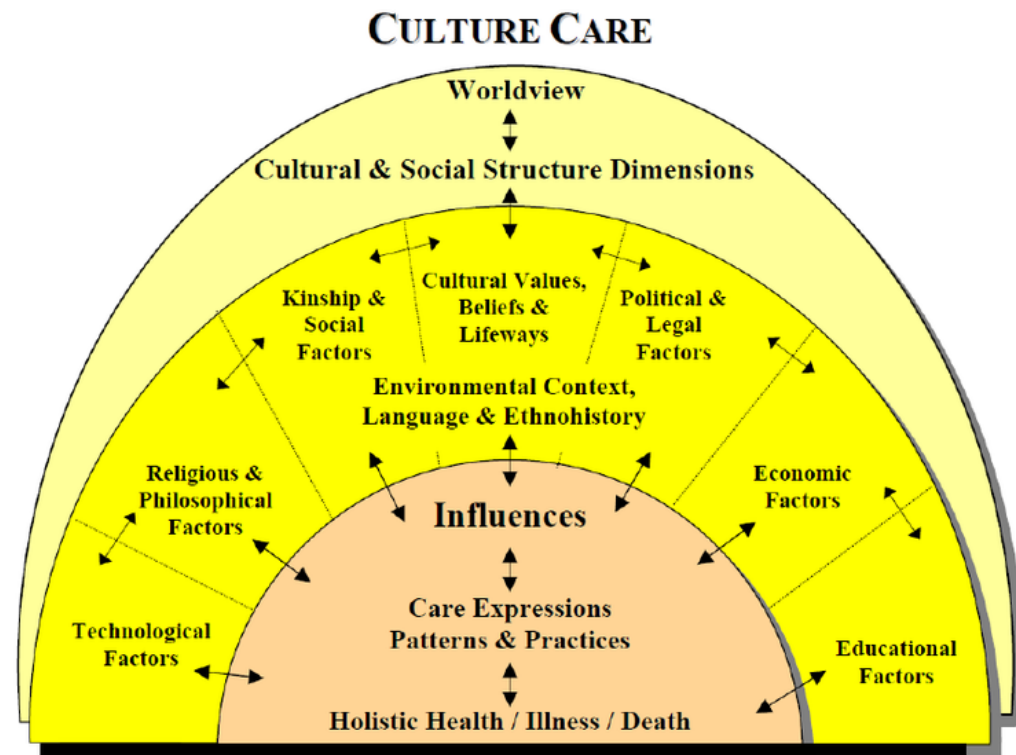 CULTURE CARE
Worldview
Cultural & Social Structure Dimensions
Kinship &
Social
Factors
Cultural Values,
Beliefs &
Lifeways
Political &
Legal
Factors
Environmental Context,
Language & Ethnohistory
Religious &
Philosophical
Factors
Economic
Factors
Influences
Technological
Factors
Care Expressions
Patterns & Practices
Educational
Factors
Holistic Health / Illness / Death